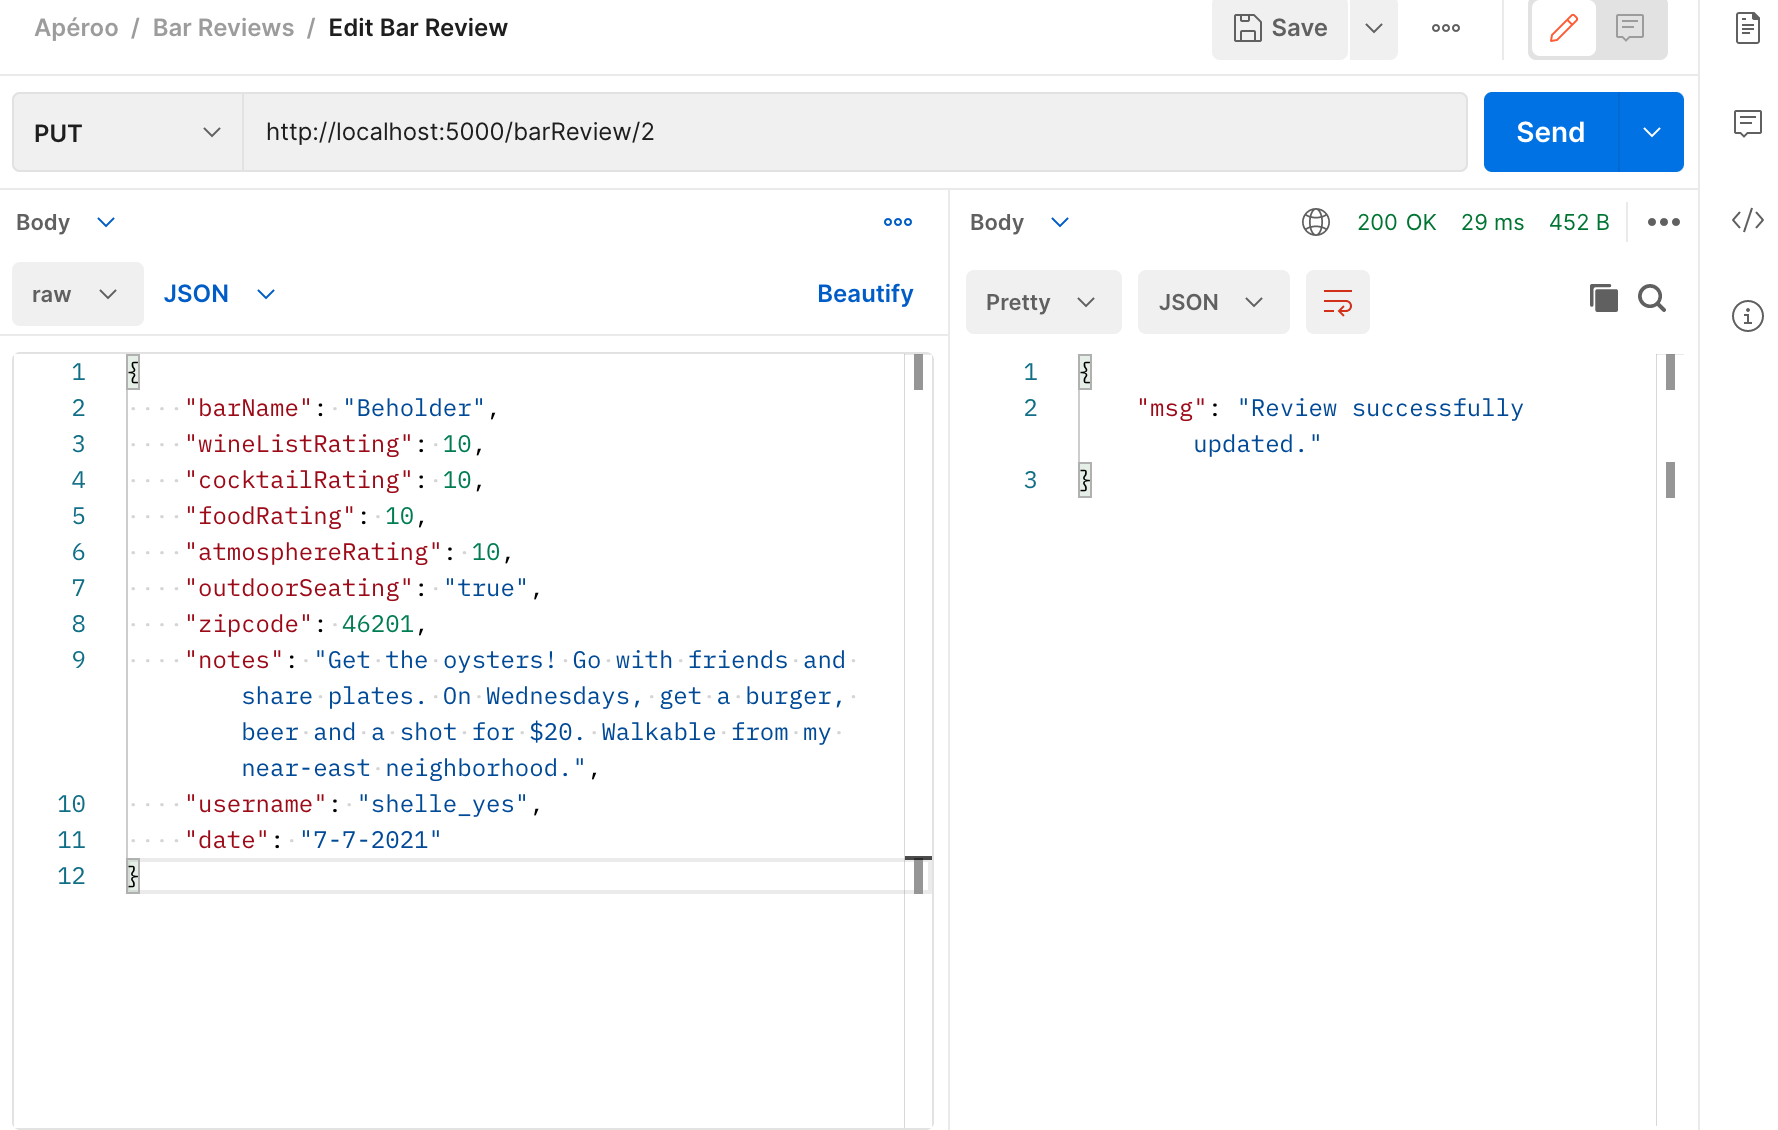 Apéroo / Bar Reviews / Edit Bar Review
Save
PUT
http://localhost:5000/barReview/2
Send
Body
raw
JSON
Beautify
1 {
2 "barName": "Beholder",
3 "wineListRating": 10,
4 "cocktailRating": 10,
5 "foodRating": 10,
6 "atmosphereRating": 10,
7 "outdoorSeating": "true",
8 "zipcode": 46201,
9 "notes": "Get the oysters! Go with friends and
share plates. On Wednesdays, get a burger,
beer and a shot for $20. Walkable from my
near-east neighborhood.",
10 "username": "shelle_yes",
11 "date": "7-7-2021"
12 }
Body
200 OK 29 ms 452 B
Pretty
JSON
1 {
2 "msg": "Review successfully
updated."
3 }